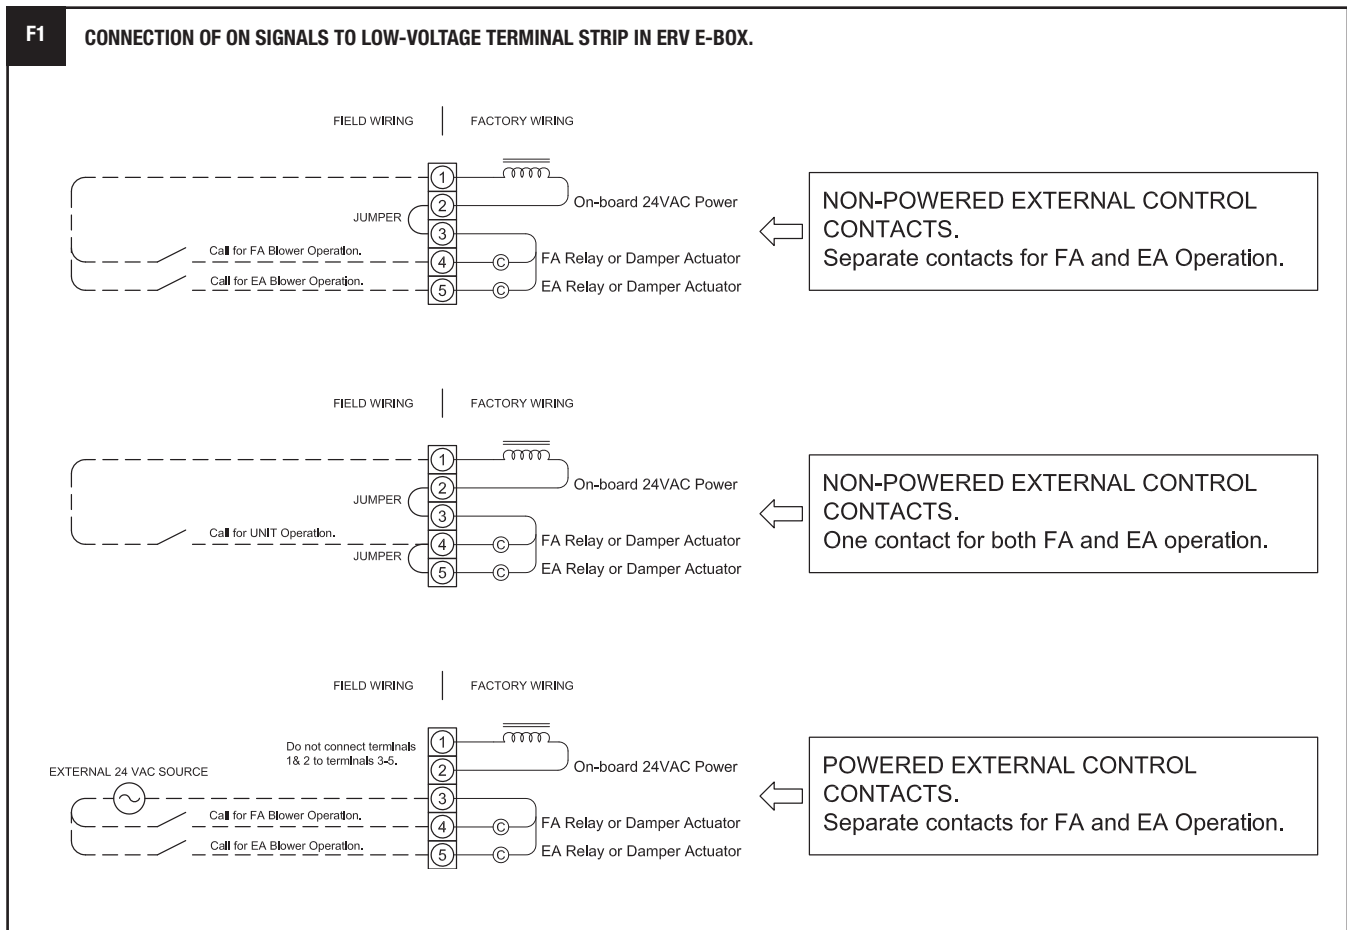 F1
CONNECTION OF ON SIGNALS TO LOW-VOLTAGE TERMINAL STRIP IN ERV E-BOX.
FIELD WIRING
FACTORY WIRING
1
2
On-board 24VAC Power
JUMPER
3
Call for FA Blower Operation.
4
C
FA Relay or Damper Actuator
Call for EA Blower Operation.
5
C
EA Relay or Damper Actuator
NON-POWERED EXTERNAL CONTROL
CONTACTS.
Separate contacts for FA and EA Operation.
FIELD WIRING
FACTORY WIRING
1
2
On-board 24VAC Power
JUMPER
3
Call for UNIT Operation.
4
C
FA Relay or Damper Actuator
JUMPER
5
C
EA Relay or Damper Actuator
NON-POWERED EXTERNAL CONTROL
CONTACTS.
One contact for both FA and EA operation.
FIELD WIRING
FACTORY WIRING
Do not connect terminals
1& 2 to terminals 3-5.
1
2
On-board 24VAC Power
EXTERNAL 24 VAC SOURCE
3
Call for FA Blower Operation.
4
C
FA Relay or Damper Actuator
Call for EA Blower Operation.
5
C
EA Relay or Damper Actuator
POWERED EXTERNAL CONTROL
CONTACTS.
Separate contacts for FA and EA Operation.